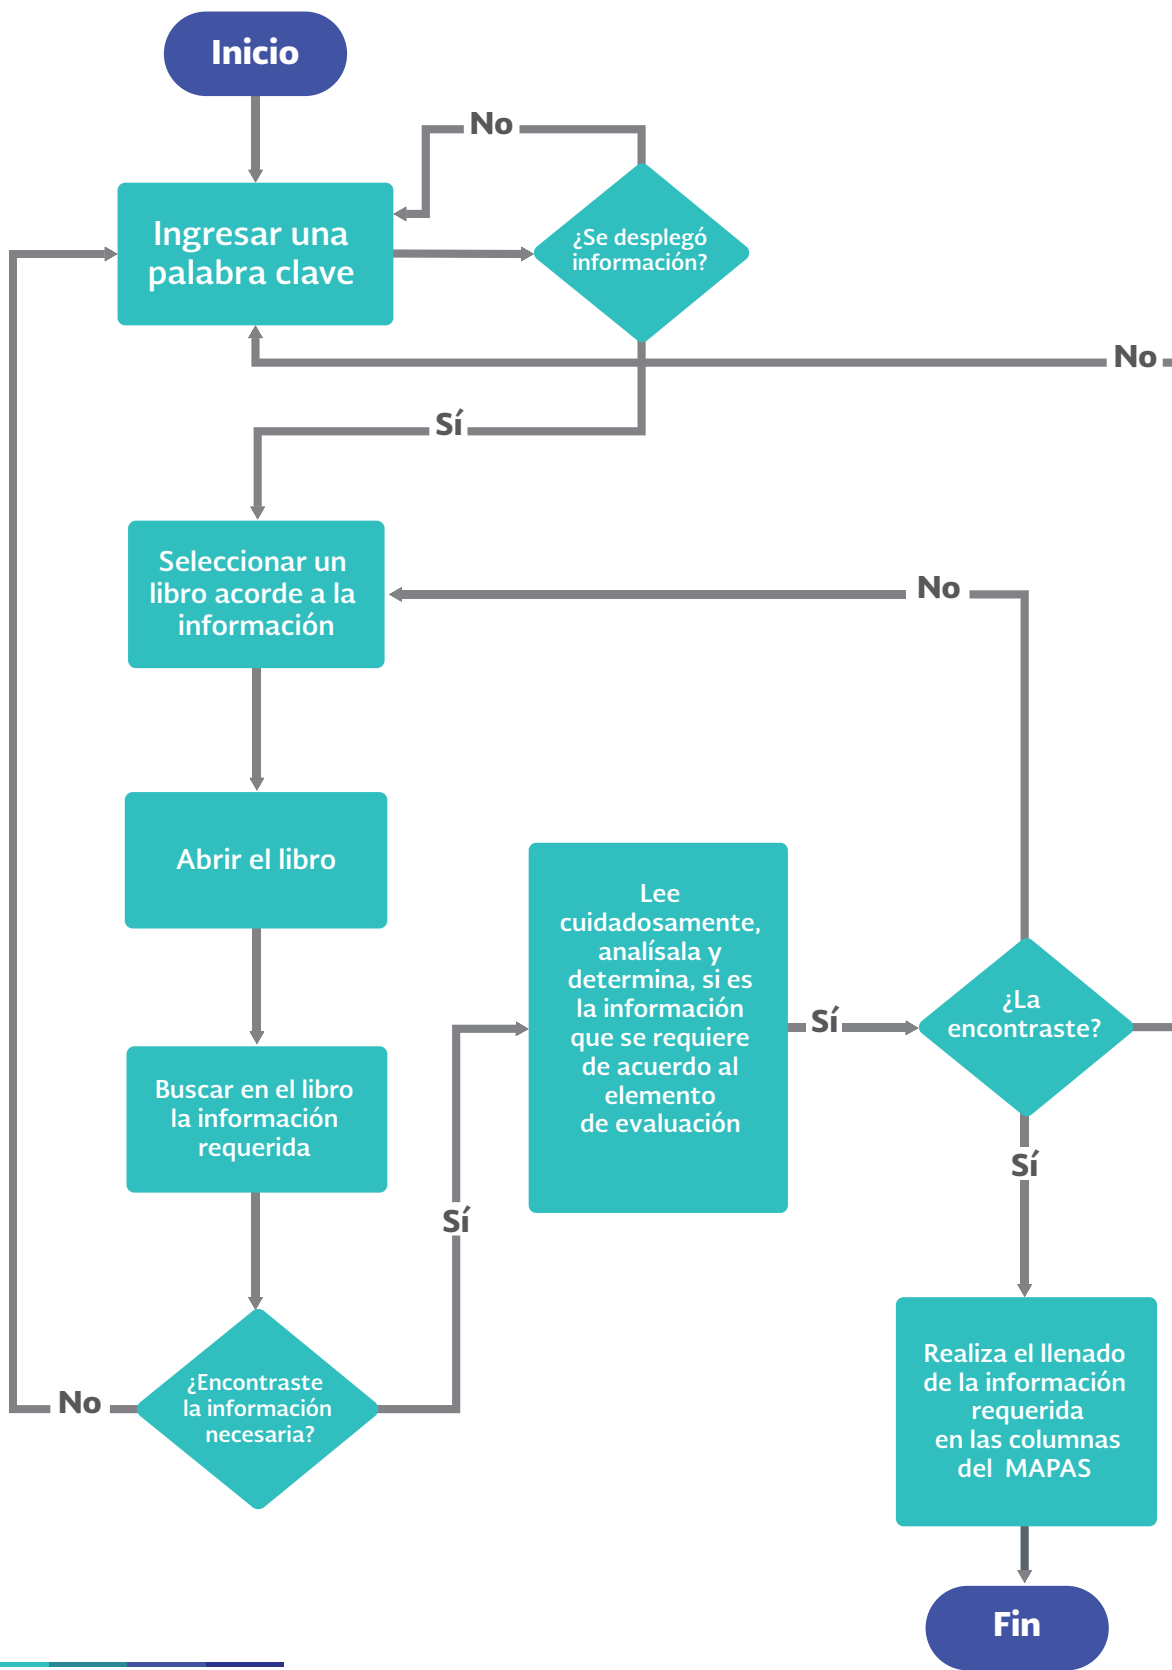 Inicio
No
Ingresar una
palabra clave
¿Se desplegó
información?
No
Sí
Seleccionar un
libro acorde a la
información
No
Abrir el libro
Lee
cuidadosamente,
analísala y
determina, si es
la información
que se requiere
de acuerdo al
elemento
de evaluación
Sí
¿La
encontraste?
Buscar en el libro
la información
requerida
Sí
Sí
¿Encontraste
la información
necesaria?
No
Realiza el llenado
de la información
requerida
en las columnas
del MAPAS
Fin